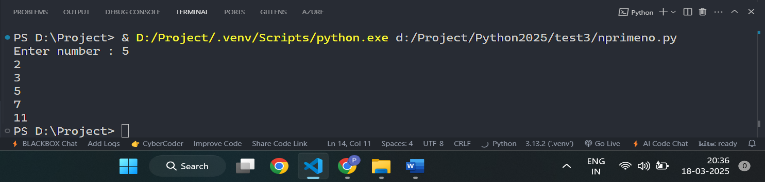 PROBLEMS OUTPUT DEBUG CONSOLE TERMINAL PORTS GITLENS AZURE Python
PS D:\Project> & D:/Project/.venv/Scripts/python.exe d:/Project/Python2025/test3/nprimeno.py
Enter number : 5
2
3
5
7
11
PS D:\Project>
BLACKBOX Chat Add Logs CyberCoder Improve Code Share Code Link Ln 14, Col 11 Spaces: 4 UTF-8 CRLF Python 3.13.2 ('.venv') Go Live AI Code Chat kite: ready
Search P W ENG 20:36
IN 18-03-2025 0